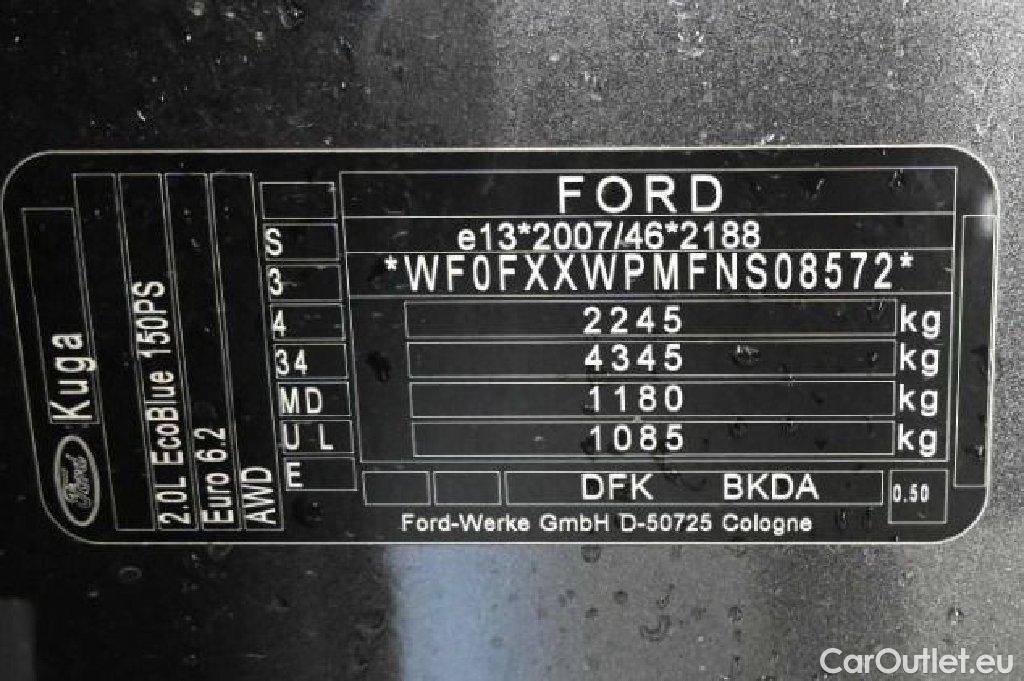 Ford
Kuga
2.0L EcoBlue 150PS
Euro 6.2
AWD
S
3
4
34
MD
U L
E
FORD
e13*2007/46*2188
*WF0FXXWPMFNS08572*
2245 kg
4345 kg
1180 kg
1085 kg
DFK BKDA
0.50
Ford-Werke GmbH D-50725 Cologne
CarOutlet.eu